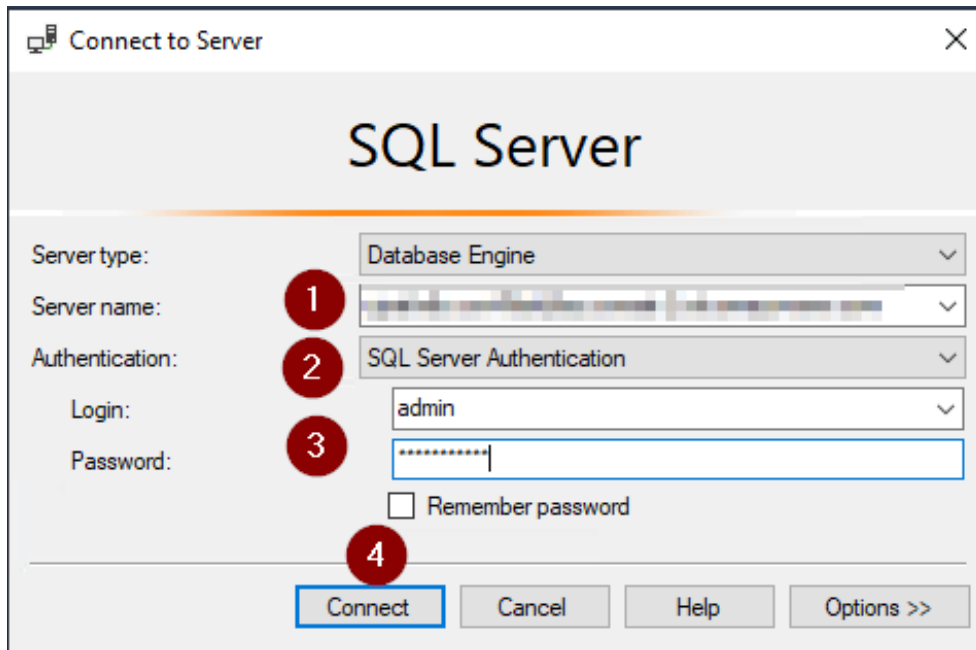 Connect to Server
SQL Server
Server type: Database Engine
Server name: 1
Authentication: 2 SQL Server Authentication
Login: admin
Password: 3 ***********
Remember password
4
Connect Cancel Help Options >>